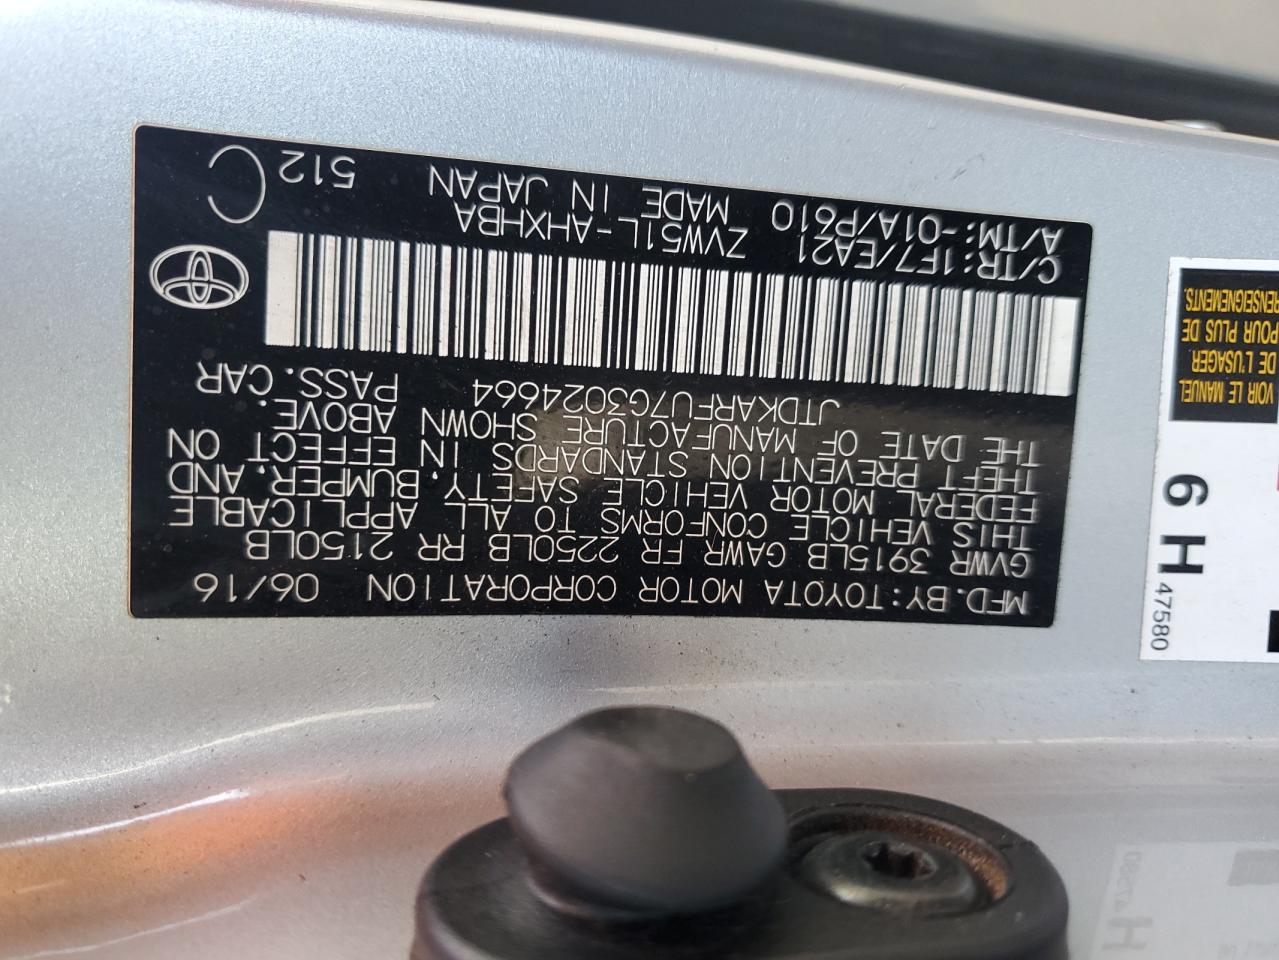 MFD.BY:TOYOTA MOTOR CORPORATION 06/16
GVWR 3915LB GAWR FR 2250LB RR 2150LB
THIS VEHICLE CONFORMS TO ALL APPLICABLE
FEDERAL MOTOR VEHICLE SAFETY,BUMPER,AND
THEFT PREVENTION STANDARDS IN EFFECT ON
THE DATE OF MANUFACTURE SHOWN ABOVE.
JTDKARFU7G3024664 PASS.CAR
C/TR:1F7/EA21 ZVW51L-AHXHBA
A/TM:-01A/P610 MADE IN JAPAN 512
C
VOIR LE MANUEL
DE L'USAGER
POUR PLUS DE
RENSEIGNEMENTS.
6 H
47580